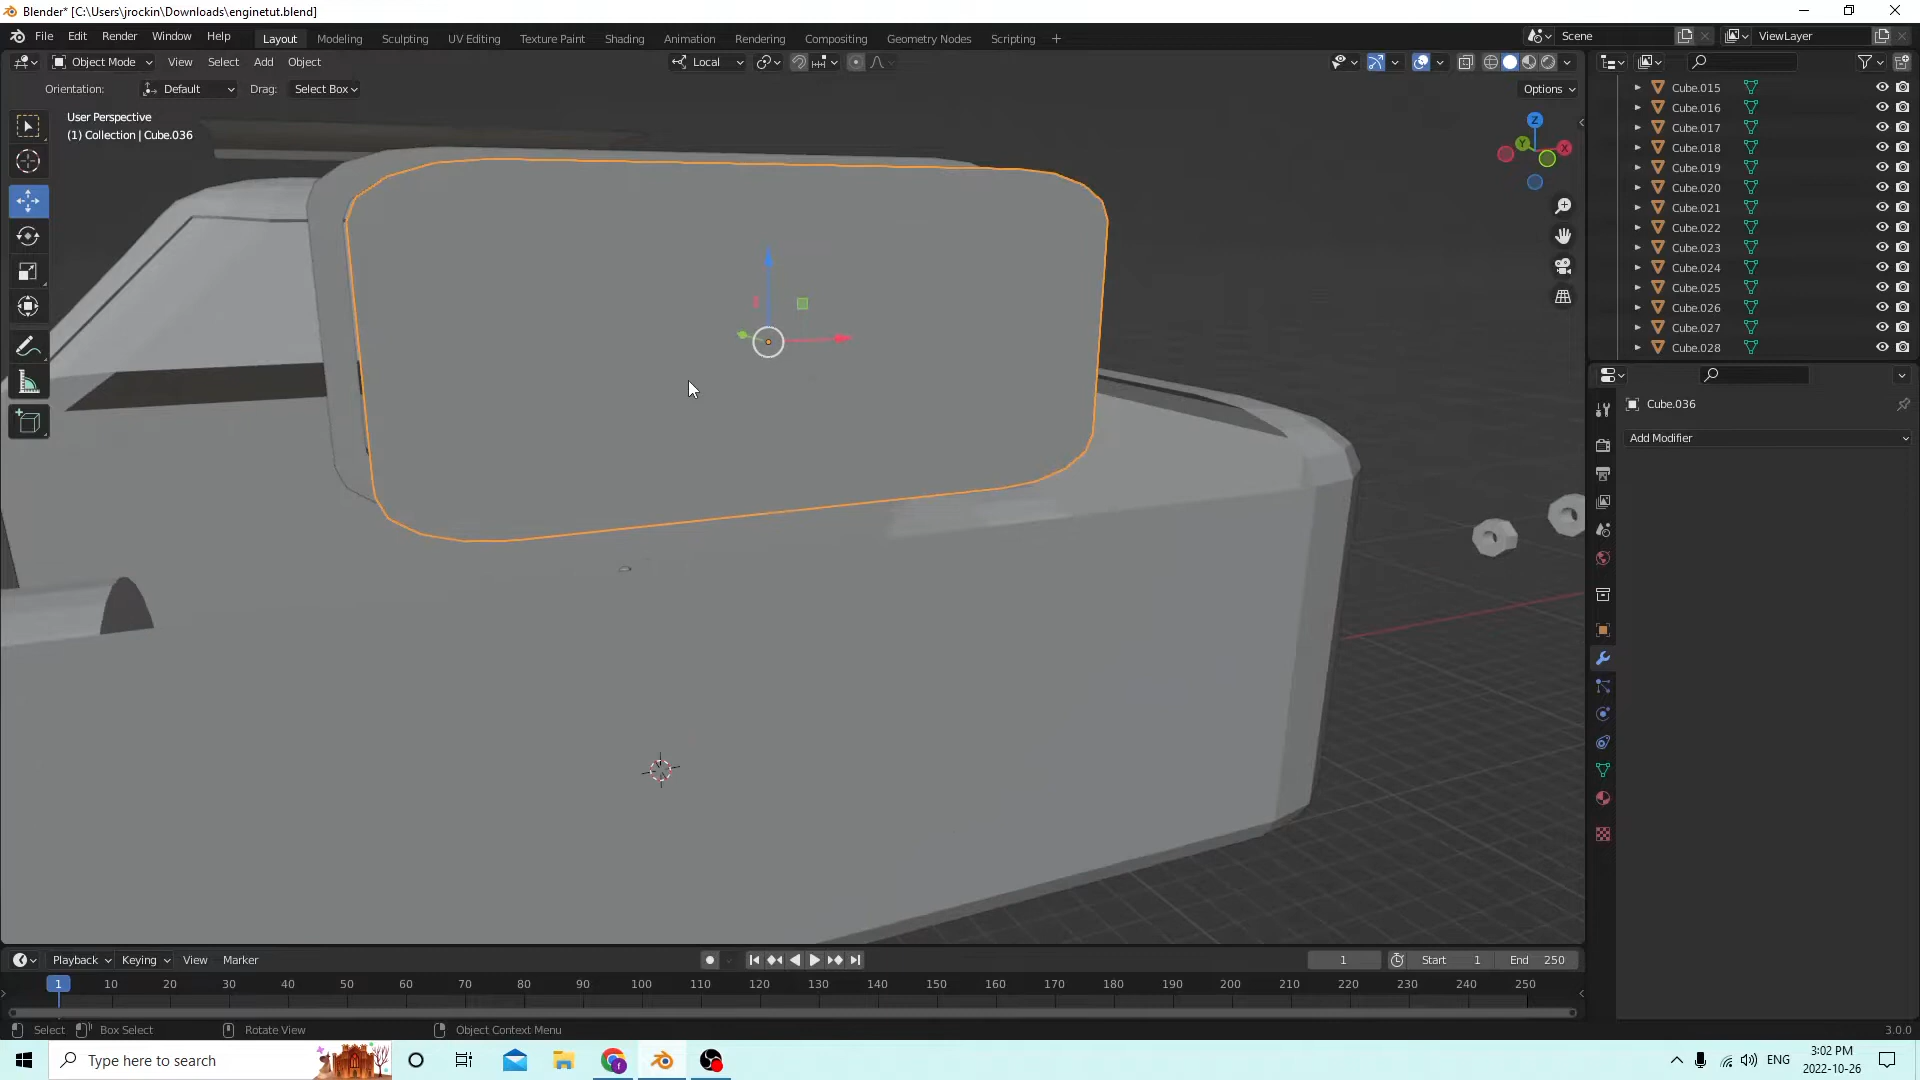 Blender* [C:\Users\jrockin\Downloads\enginetut.blend]
File Edit Render Window Help
Layout Modeling Sculpting UV Editing Texture Paint Shading Animation Rendering Compositing Geometry Nodes Scripting +
Scene
ViewLayer
Object Mode View Select Add Object
Local
Orientation: Default Drag: Select Box
Options
User Perspective
(1) Collection | Cube.036
Z
Y
X
Cube.015
Cube.016
Cube.017
Cube.018
Cube.019
Cube.020
Cube.021
Cube.022
Cube.023
Cube.024
Cube.025
Cube.026
Cube.027
Cube.028
Cube.036
Add Modifier
Playback Keying View Marker
1
Start 1
End 250
1 10 20 30 40 50 60 70 80 90 100 110 120 130 140 150 160 170 180 190 200 210 220 230 240 250
Select Box Select Rotate View Object Context Menu
3.0.0
Type here to search
ENG
3:02 PM
2022-10-26